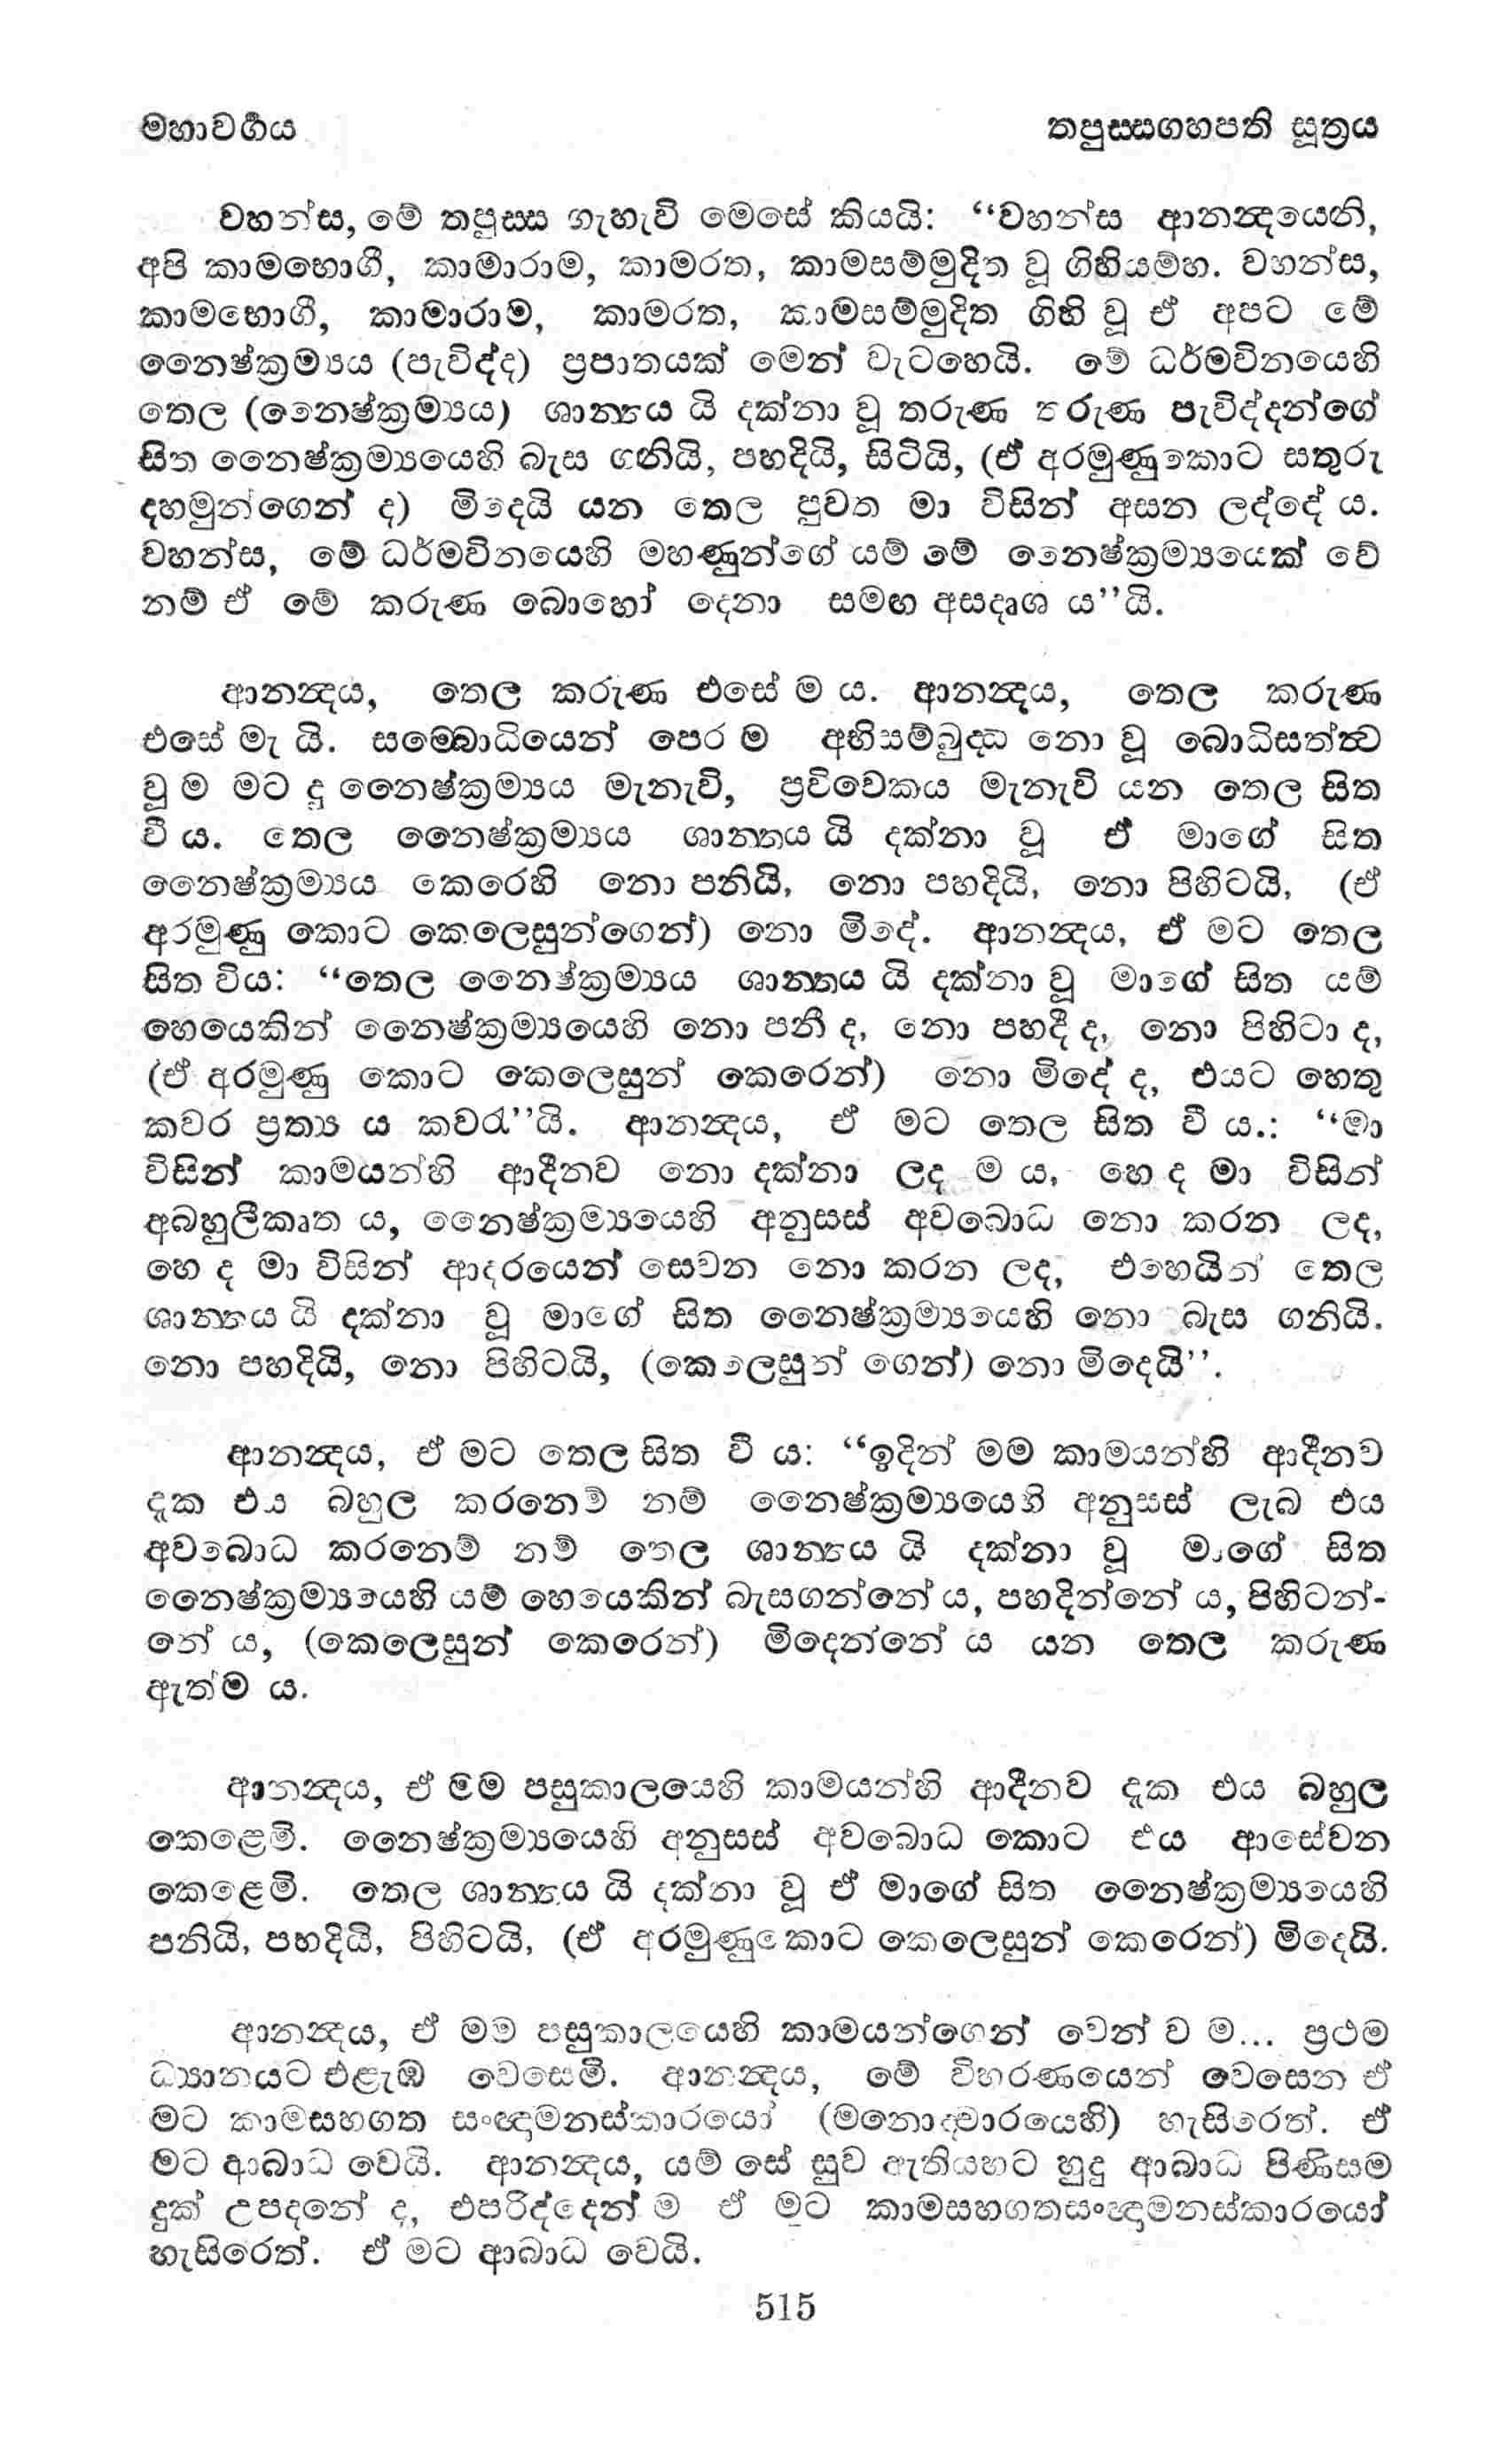 මහාවර්‍ගය තපුස්සගහපති සූත්‍රය
වහන්ස, මේ තපුස්ස ගැහැවි මෙසේ කියයි: “වහන්ස ආනන්‍දයෙනි,
අපි කාමභොගී, කාමාරාම, කාමරත, කාමසම්මුදිත වූ ගිහියම්හ. වහන්ස,
කාමභොගී, කාමාරාම, කාමරත, කාමසම්මුදිත ගිහි වූ ඒ අපට මේ
නෛෂ්ක්‍රම්‍යය (පැවිද්ද) ප්‍රපාතයක් මෙන් වැටහෙයි. මේ ධර්මවිනයෙහි
තෙල (නෛෂ්ක්‍රම්‍යය) ශාන්‍තය යි දක්නා වූ තරුණ තරුණ පැවිද්දන්ගේ
සිත නෛෂ්ක්‍රම්‍යයෙහි බැස ගනියි, පහදියි, සිටියි, (ඒ අරමුණුකොට සතුරු
දහමුන්ගෙන් ද) මිදෙයි යන තෙල පුවත මා විසින් අසන ලද්දේ ය.
වහන්ස, මේ ධර්මවිනයෙහි මහණුන්ගේ යම් මේ නෛෂ්ක්‍රම්‍යයෙක් වේ
නම් ඒ මේ කරුණ බොහෝ දෙනා සමඟ අසදෘශ ය”යි.
ආනන්‍දය, තෙල කරුණ එසේ ම ය. ආනන්‍දය, තෙල කරුණ
එසේ මැ යි. සම්බොධියෙන් පෙර ම අභිසම්බුද්ධ නො වූ බොධිසත්ත්‍ව
වූ ම මට දු නෛෂ්ක්‍රම්‍යය මැනැවි, ප්‍රවිවෙකය මැනැවි යන තෙල සිත
වී ය. තෙල නෛෂ්ක්‍රම්‍යය ශාන්‍තය යි දක්නා වූ ඒ මාගේ සිත
නෛෂ්ක්‍රම්‍යය කෙරෙහි නො පනියි, නො පහදියි, නො පිහිටයි, (ඒ
අරමුණු කොට කෙලෙසුන්ගෙන්) නො මිදේ. ආනන්‍දය, ඒ මට තෙල
සිත විය: “තෙල නෛෂ්ක්‍රම්‍යය ශාන්‍තය යි දක්නා වූ මාගේ සිත යම්
හෙයෙකින් නෛෂ්ක්‍රම්‍යයෙහි නො පනී ද, නො පහදී ද, නො පිහිටා ද,
(ඒ අරමුණු කොට කෙලෙසුන් කෙරෙන්) නො මිදේ ද, එයට හෙතු
කවර ප්‍රත්‍ය ය කවරැ”යි. ආනන්‍දය, ඒ මට තෙල සිත වී ය.: “මා
විසින් කාමයන්හි ආදීනව නො දක්නා ලද ම ය, හෙ ද මා විසින්
අබහුලීකෘත ය, නෛෂ්ක්‍රම්‍යයෙහි අනුසස් අවබොධ නො කරන ලද,
හෙ ද මා විසින් ආදරයෙන් සෙවන නො කරන ලද, එහෙයින් තෙල
ශාන්‍තය යි දක්නා වූ මාගේ සිත නෛෂ්ක්‍රම්‍යයෙහි නො බැස ගනියි.
නො පහදියි, නො පිහිටයි, (කෙලෙසුන් ගෙන්) නො මිදෙයි”.
ආනන්‍දය, ඒ මට තෙල සිත වී ය: “ඉදින් මම කාමයන්හි ආදීනව
දැක එය බහුල කරනෙම් නම් නෛෂ්ක්‍රම්‍යයෙහි අනුසස් ලැබ එය
අවබොධ කරනෙම් නම් තෙල ශාන්‍තය යි දක්නා වූ මාගේ සිත
නෛෂ්ක්‍රම්‍යයෙහි යම් හෙයෙකින් බැසගන්නේ ය, පහදින්නේ ය, පිහිටන්-
නේ ය, (කෙලෙසුන් කෙරෙන්) මිදෙන්නේ ය යන තෙල කරුණ
ඇත්ම ය.
ආනන්‍දය, ඒ මම පසුකාලයෙහි කාමයන්හි ආදීනව දැක එය බහුල
කෙළෙමි. නෛෂ්ක්‍රම්‍යයෙහි අනුසස් අවබොධ කොට එය ආසේවන
කෙළෙමි. තෙල ශාන්‍තය යි දක්නා වූ ඒ මාගේ සිත නෛෂ්ක්‍රම්‍යයෙහි
පනියි, පහදියි, පිහිටයි, (ඒ අරමුණුකොට කෙලෙසුන් කෙරෙන්) මිදෙයි.
ආනන්‍දය, ඒ මම පසුකාලයෙහි කාමයන්ගෙන් වෙන් ව ම... ප්‍රථම
ධ්‍යානයට එළැඹ වෙසෙමි. ආනන්‍දය, මේ විහරණයෙන් වෙසෙන ඒ
මට කාමසහගත සංඥාමනස්කාරයෝ (මනොද්වාරයෙහි) හැසිරෙත්. ඒ
මට ආබාධ වෙයි. ආනන්‍දය, යම් සේ සුව ඇතියහට හුදු ආබාධ පිණිසම
දුක් උපදනේ ද, එපරිද්දෙන් ම ඒ මට කාමසහගතසංඥාමනස්කාරයෝ
හැසිරෙත්. ඒ මට ආබාධ වෙයි.
515